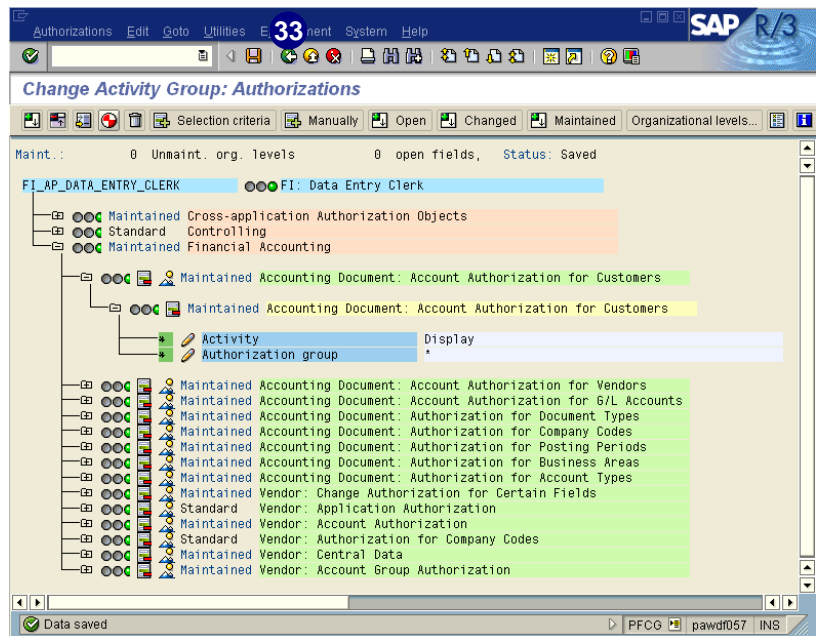 Authorizations Edit Goto Utilities E nment System Help
33
SAP R/3
Change Activity Group: Authorizations
Selection criteria Manually Open Changed Maintained Organizational levels...
Maint.: 0 Unmaint. org. levels 0 open fields, Status: Saved
FI_AP_DATA_ENTRY_CLERK FI: Data Entry Clerk
Maintained Cross-application Authorization Objects
Standard Controlling
Maintained Financial Accounting
Maintained Accounting Document: Account Authorization for Customers
Maintained Accounting Document: Account Authorization for Customers
* Activity Display
* Authorization group *
Maintained Accounting Document: Account Authorization for Vendors
Maintained Accounting Document: Account Authorization for G/L Accounts
Maintained Accounting Document: Authorization for Document Types
Maintained Accounting Document: Authorization for Company Codes
Maintained Accounting Document: Authorization for Posting Periods
Maintained Accounting Document: Authorization for Business Areas
Maintained Accounting Document: Authorization for Account Types
Maintained Vendor: Change Authorization for Certain Fields
Standard Vendor: Application Authorization
Maintained Vendor: Account Authorization
Standard Vendor: Authorization for Company Codes
Maintained Vendor: Central Data
Maintained Vendor: Account Group Authorization
Data saved PFCG pawdf057 INS